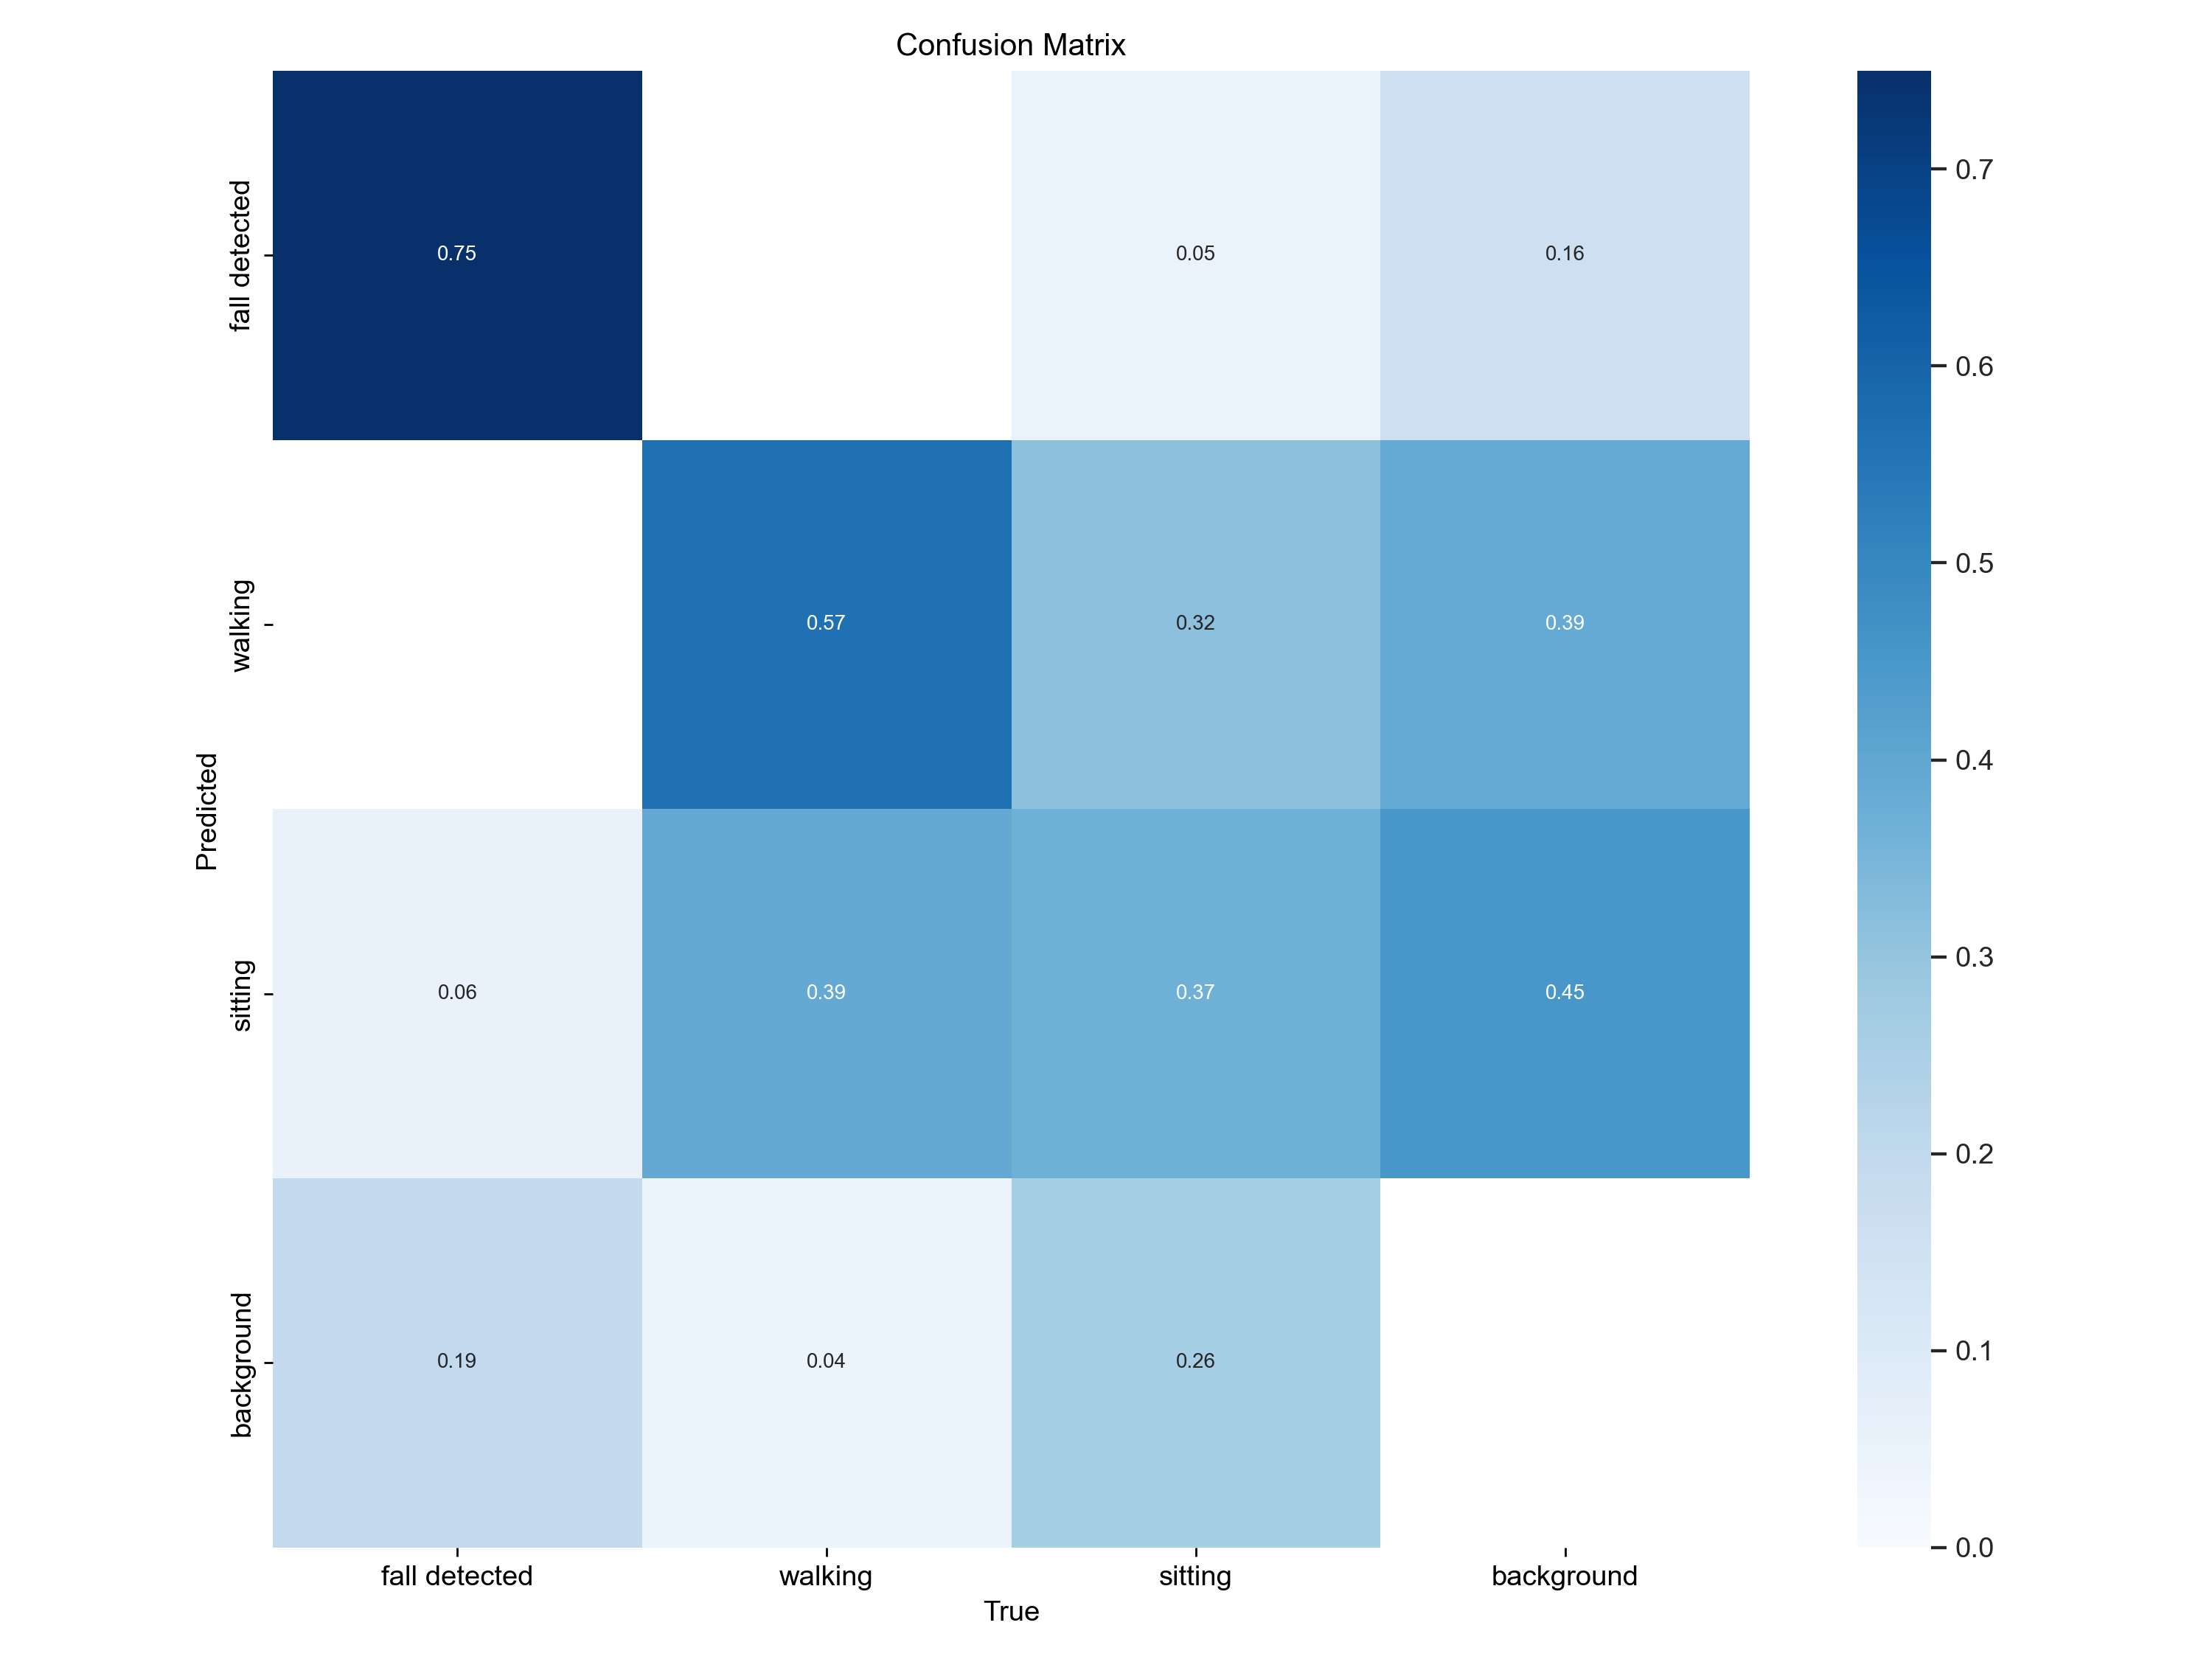 Confusion Matrix
fall detected
0.75
0.05
0.16
walking
0.57
0.32
0.39
sitting
0.06
0.39
0.37
0.45
background
0.19
0.04
0.26
Predicted
fall detected
walking
sitting
background
True
0.7
0.6
0.5
0.4
0.3
0.2
0.1
0.0